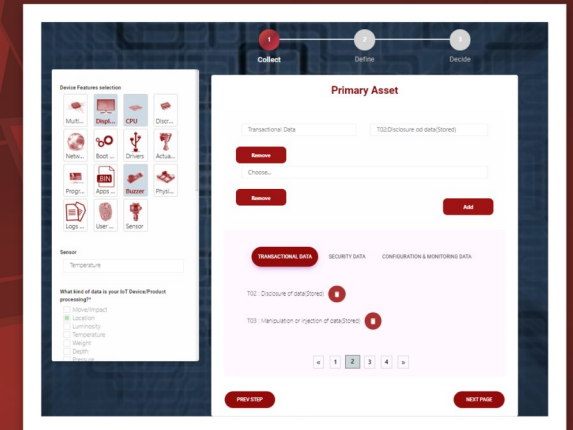 1 2 3
Collect Define Decide
Device Features selection
Multi... Displ... CPU Discr...
Netw... Boot ... Drivers Actua...
BIN
Progr... Apps ... Buzzer Physi...
Logs ... User ... Sensor
Sensor
Temperature
What kind of data is your IoT Device/Product
processing?*
Move/Impact
Location
Luminosity
Temperature
Weight
Depth
Pressure
Primary Asset
Transactional Data T02:Disclosure od data(Stored)
Remove
Choose...
Remove
Add
TRANSACTIONAL DATA SECURITY DATA CONFIGURATION & MONITORING DATA
T02 : Disclosure of data(Stored)
T03 : Manipulation or injection of data(Stored)
« 1 2 3 4 »
PREV STEP NEXT PAGE